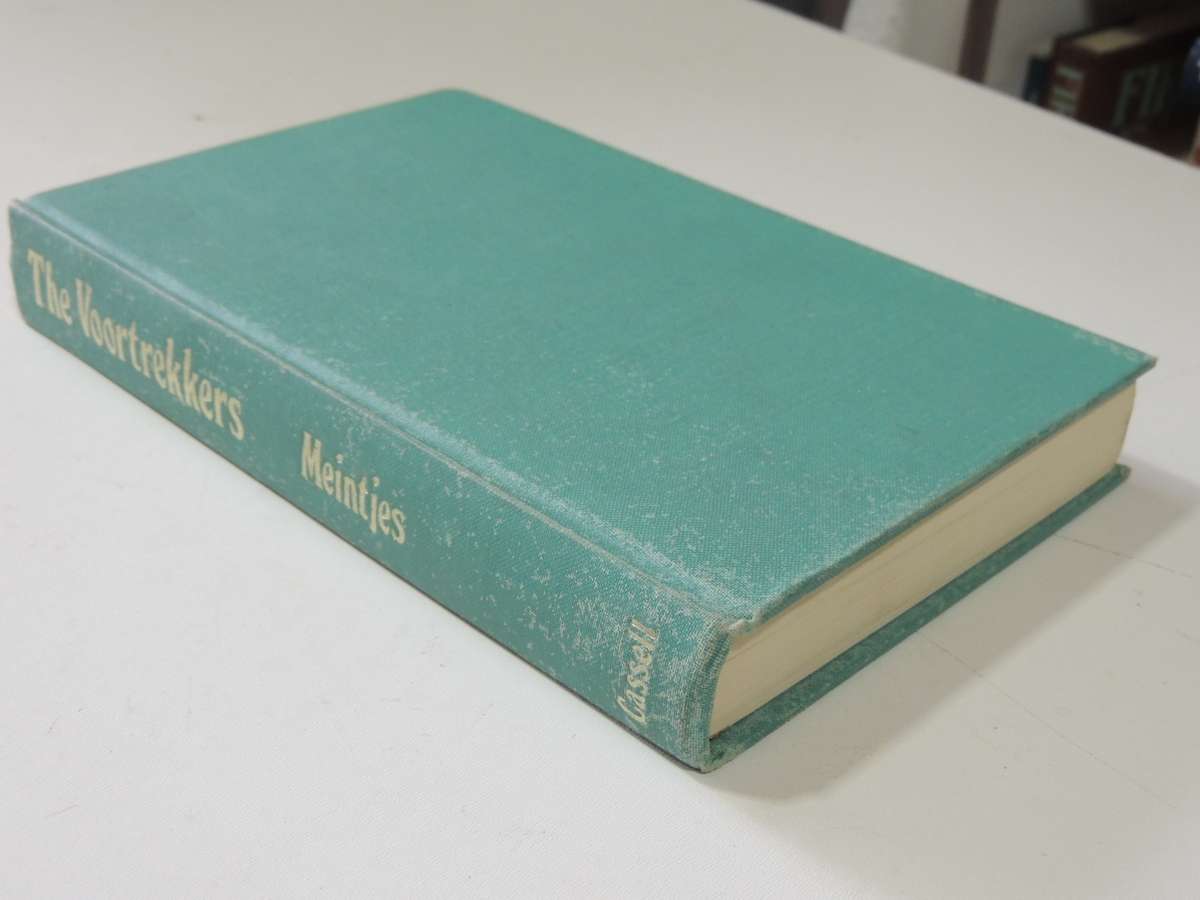 The Voortrekkers
Meintjes
Cassell